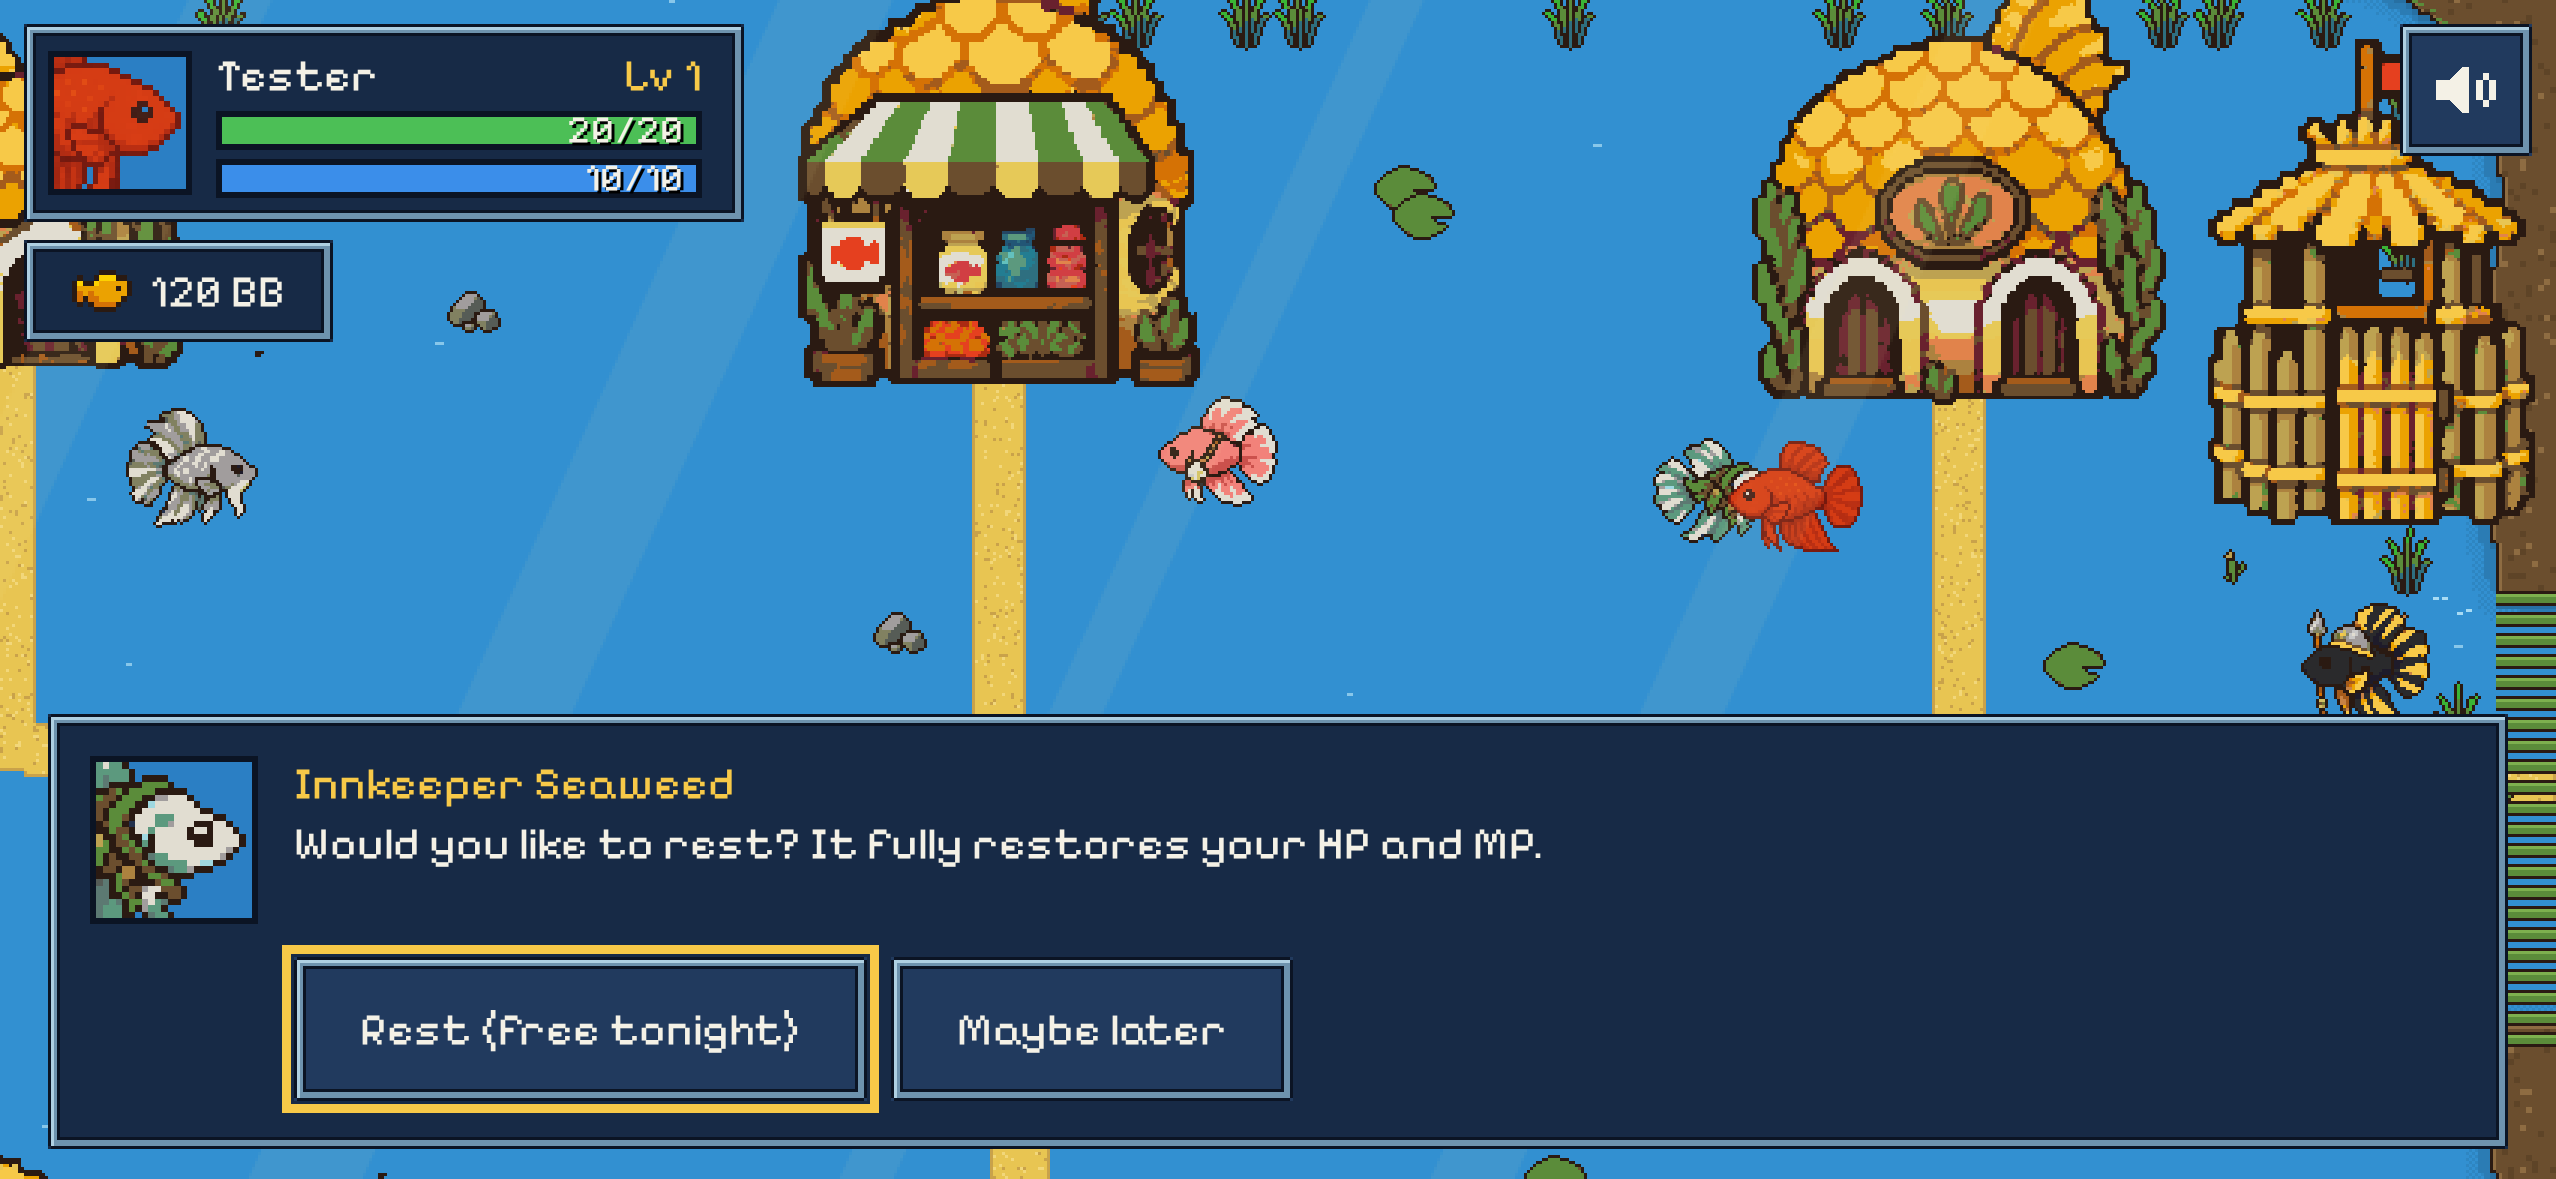 Tester Lv 1
20/20
10/10
120 BB
Innkeeper Seaweed
Would you like to rest? It fully restores your HP and MP.
Rest (free tonight)
Maybe later